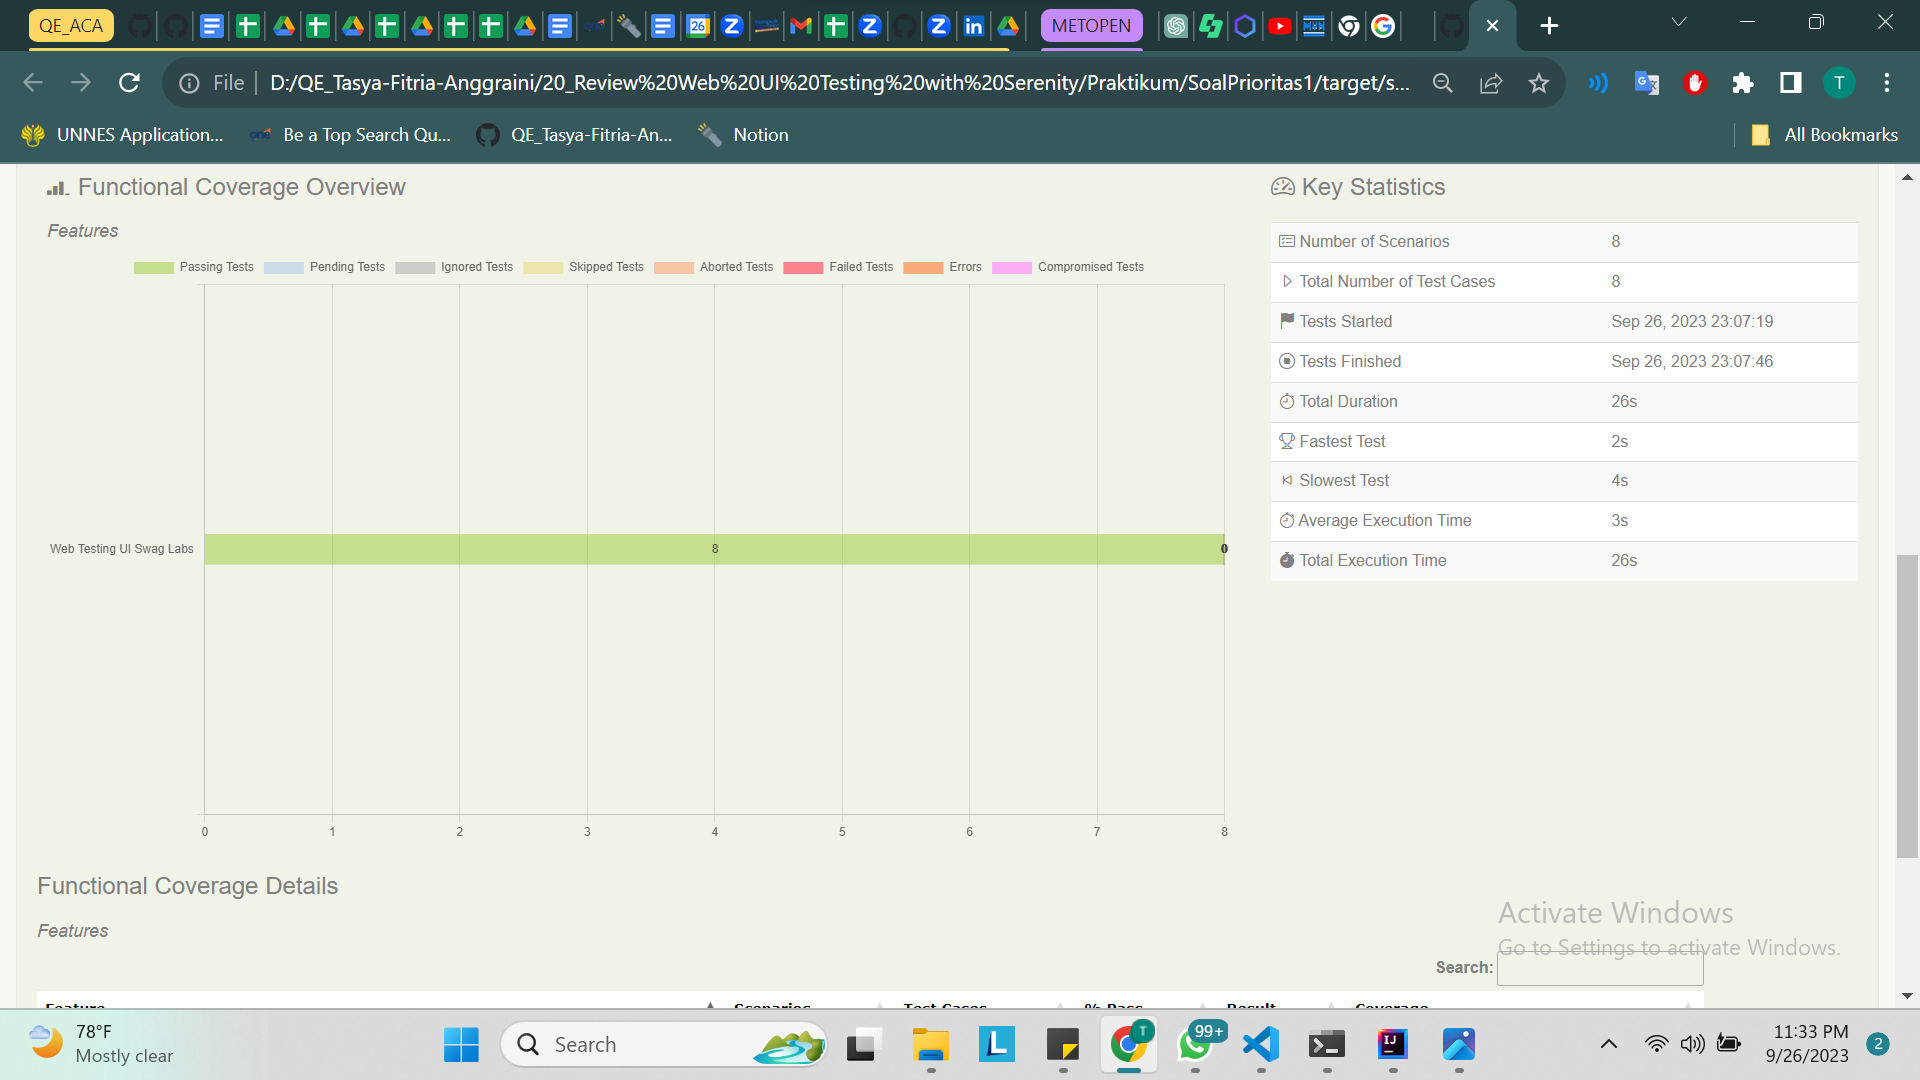 QE_ACA
METOPEN
File
D:/QE_Tasya-Fitria-Anggraini/20_Review%20Web%20UI%20Testing%20with%20Serenity/Praktikum/SoalPrioritas1/target/s...
T
UNNES Application...
Be a Top Search Qu...
QE_Tasya-Fitria-An...
Notion
All Bookmarks
Functional Coverage Overview
Features
Passing Tests
Pending Tests
Ignored Tests
Skipped Tests
Aborted Tests
Failed Tests
Errors
Compromised Tests
Web Testing UI Swag Labs
8
0
0 1 2 3 4 5 6 7 8
Key Statistics
Number of Scenarios 8
Total Number of Test Cases 8
Tests Started Sep 26, 2023 23:07:19
Tests Finished Sep 26, 2023 23:07:46
Total Duration 26s
Fastest Test 2s
Slowest Test 4s
Average Execution Time 3s
Total Execution Time 26s
Functional Coverage Details
Features
Activate Windows
Go to Settings to activate Windows.
Search:
Feature Scenarios Test Cases % Pass Result Coverage
78°F
Mostly clear
Search
T
99+
11:33 PM
9/26/2023
2